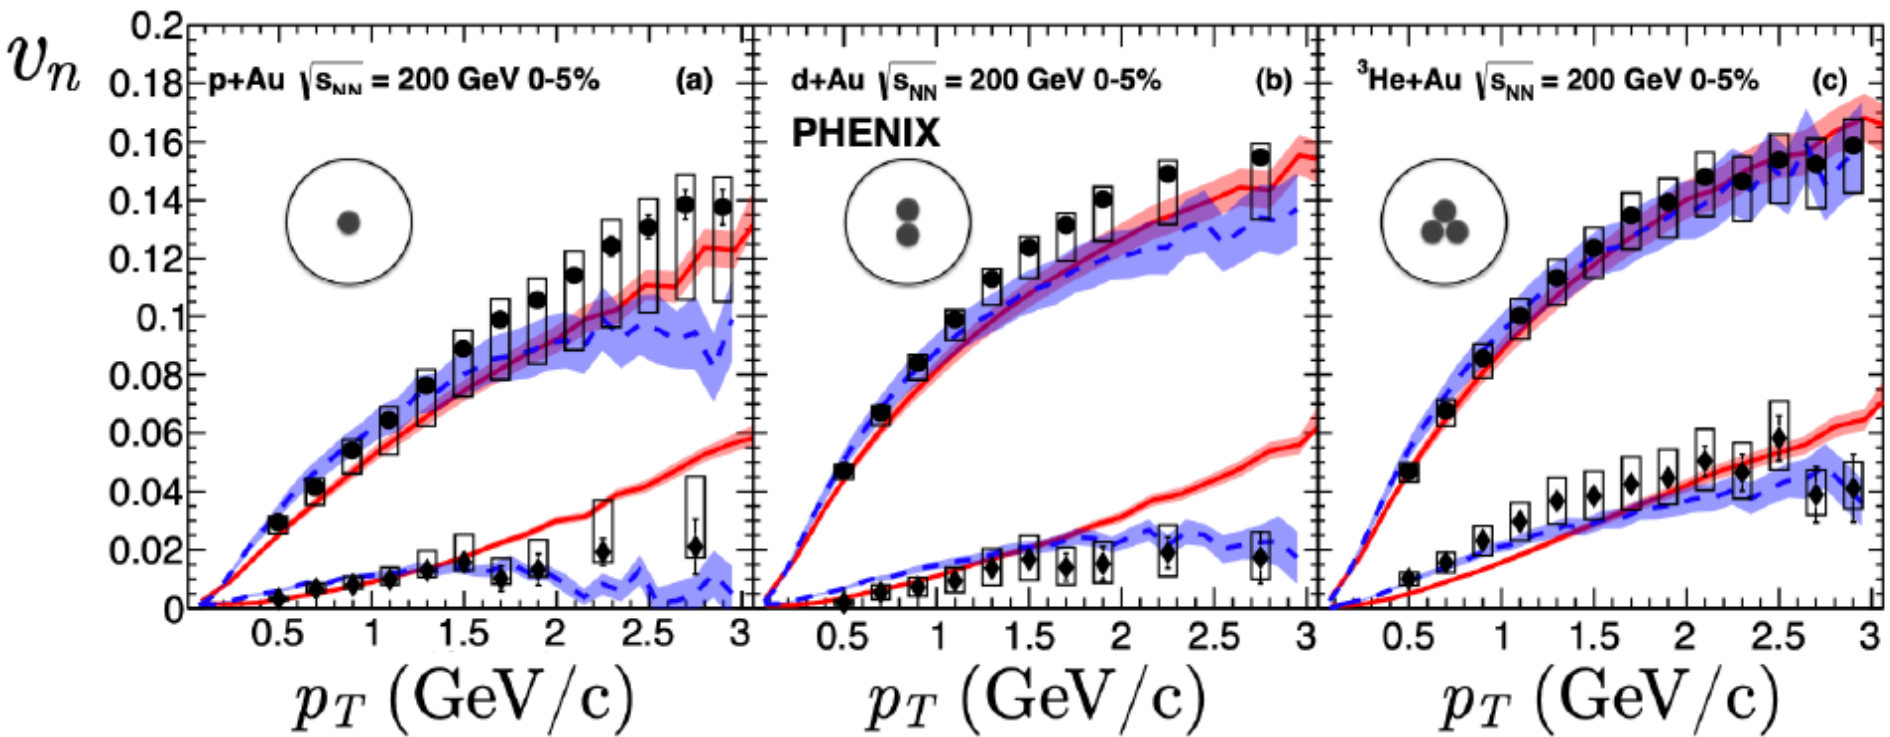 v_n
0.2
0.18
0.16
0.14
0.12
0.1
0.08
0.06
0.04
0.02
0
p+Au √s_NN = 200 GeV 0-5% (a)
d+Au √s_NN = 200 GeV 0-5% (b)
PHENIX
³He+Au √s_NN = 200 GeV 0-5% (c)
0.5 1 1.5 2 2.5 3
0.5 1 1.5 2 2.5 3
0.5 1 1.5 2 2.5 3
p_T (GeV/c)
p_T (GeV/c)
p_T (GeV/c)